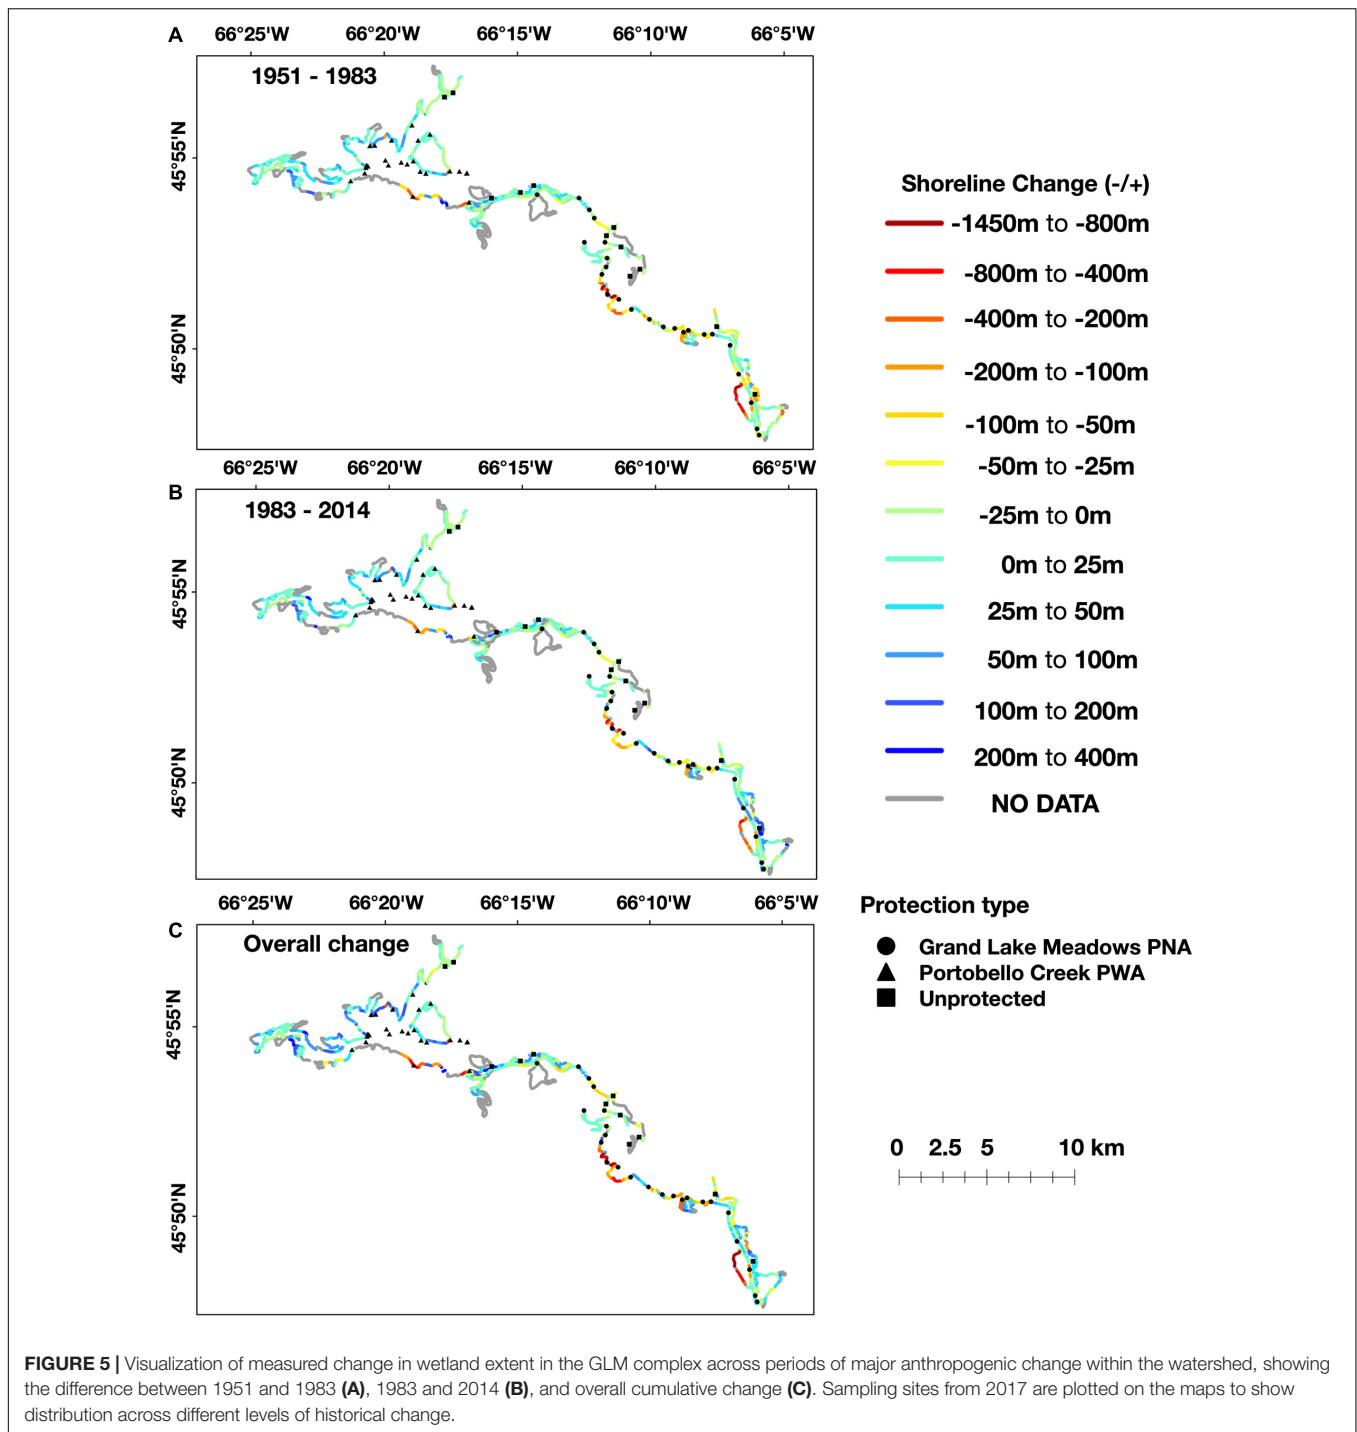 A
66°25'W 66°20'W 66°15'W 66°10'W 66°5'W
1951 - 1983
45°55'N
45°50'N
66°25'W 66°20'W 66°15'W 66°10'W 66°5'W
B
1983 - 2014
45°55'N
45°50'N
66°25'W 66°20'W 66°15'W 66°10'W 66°5'W
C
Overall change
45°55'N
45°50'N
Shoreline Change (-/+)
-1450m to -800m
-800m to -400m
-400m to -200m
-200m to -100m
-100m to -50m
-50m to -25m
-25m to 0m
0m to 25m
25m to 50m
50m to 100m
100m to 200m
200m to 400m
NO DATA
Protection type
Grand Lake Meadows PNA
Portobello Creek PWA
Unprotected
0 2.5 5 10 km
FIGURE 5 | Visualization of measured change in wetland extent in the GLM complex across periods of major anthropogenic change within the watershed, showing
the difference between 1951 and 1983 (A), 1983 and 2014 (B), and overall cumulative change (C). Sampling sites from 2017 are plotted on the maps to show
distribution across different levels of historical change.